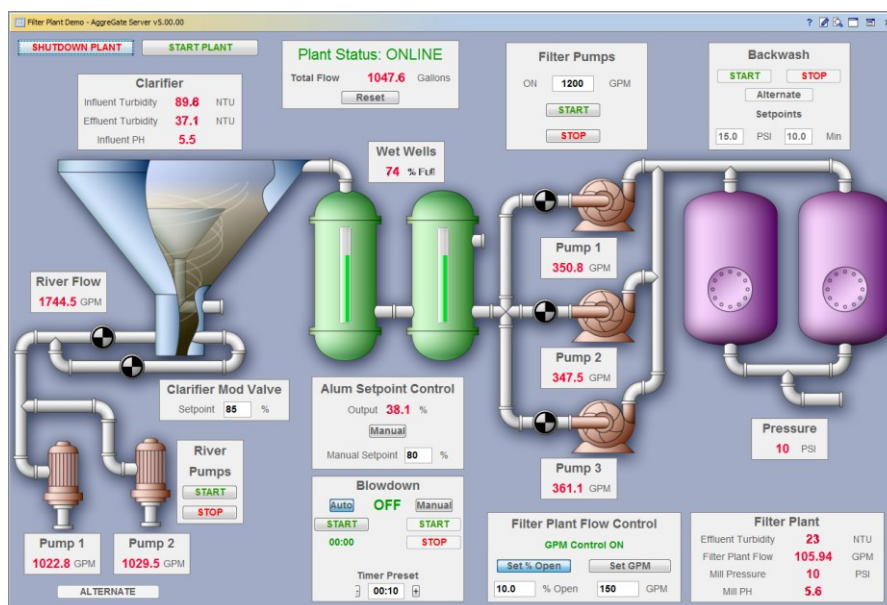 Filter Plant Demo - AggreGate Server v5.00.00
SHUTDOWN PLANT
START PLANT
Plant Status: ONLINE
Total Flow 1047.6 Gallons
Reset
Filter Pumps
ON 1200 GPM
START
STOP
Backwash
START STOP
Alternate
Setpoints
15.0 PSI 10.0 Min
Clarifier
Influent Turbidity 89.6 NTU
Effluent Turbidity 37.1 NTU
Influent PH 5.5
Wet Wells
74 % Full
River Flow
1744.5 GPM
Pump 1
350.8 GPM
Pump 2
347.5 GPM
Pump 3
361.1 GPM
Clarifier Mod Valve
Setpoint 85 %
Alum Setpoint Control
Output 38.1 %
Manual
Manual Setpoint 80 %
Pressure
10 PSI
River
Pumps
START
STOP
Blowdown
Auto OFF Manual
START START
00:00 STOP
Timer Preset
- 00:10 +
Pump 1
1022.8 GPM
Pump 2
1029.5 GPM
ALTERNATE
Filter Plant Flow Control
GPM Control ON
Set % Open Set GPM
10.0 % Open 150 GPM
Filter Plant
Effluent Turbidity 23 NTU
Filter Plant Flow 105.94 GPM
Mill Pressure 10 PSI
Mill PH 5.6